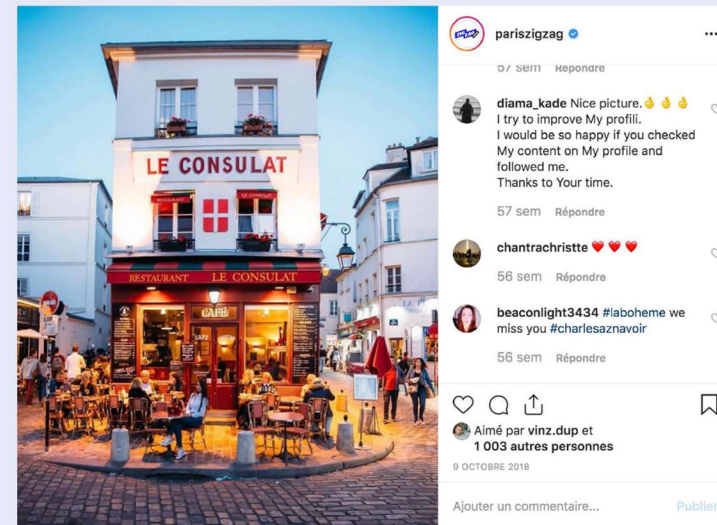 LE CONSULAT
RESTAURANT
LE CONSULAT
RESTAURANT LE CONSULAT
CAFÉ
pariszigzag
57 sem Répondre
diama_kade Nice picture.👌👌👌
I try to improve My profili.
I would be so happy if you checked
My content on My profile and
followed me.
Thanks to Your time.
57 sem Répondre
chantrachristte ❤️❤️❤️
56 sem Répondre
beaconlight3434 #laboheme we
miss you #charlesaznavoir
56 sem Répondre
Aimé par vinz.dup et
1 003 autres personnes
9 OCTOBRE 2018
Ajouter un commentaire... Publier